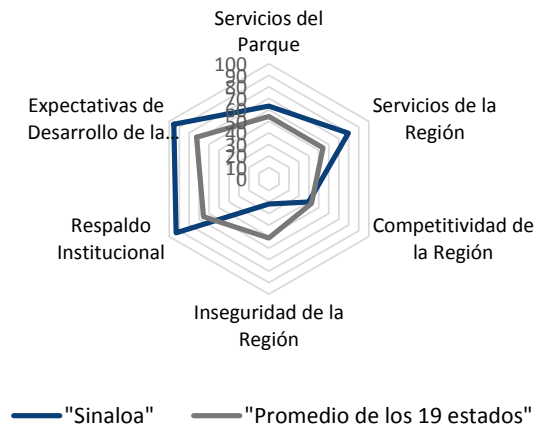 Servicios del
Parque
100
90
80
70
60
50
40
30
20
10
0
Servicios de la
Región
Competitividad de
la Región
Inseguridad de la
Región
Respaldo
Institucional
Expectativas de
Desarrollo de la…
"Sinaloa"
"Promedio de los 19 estados"